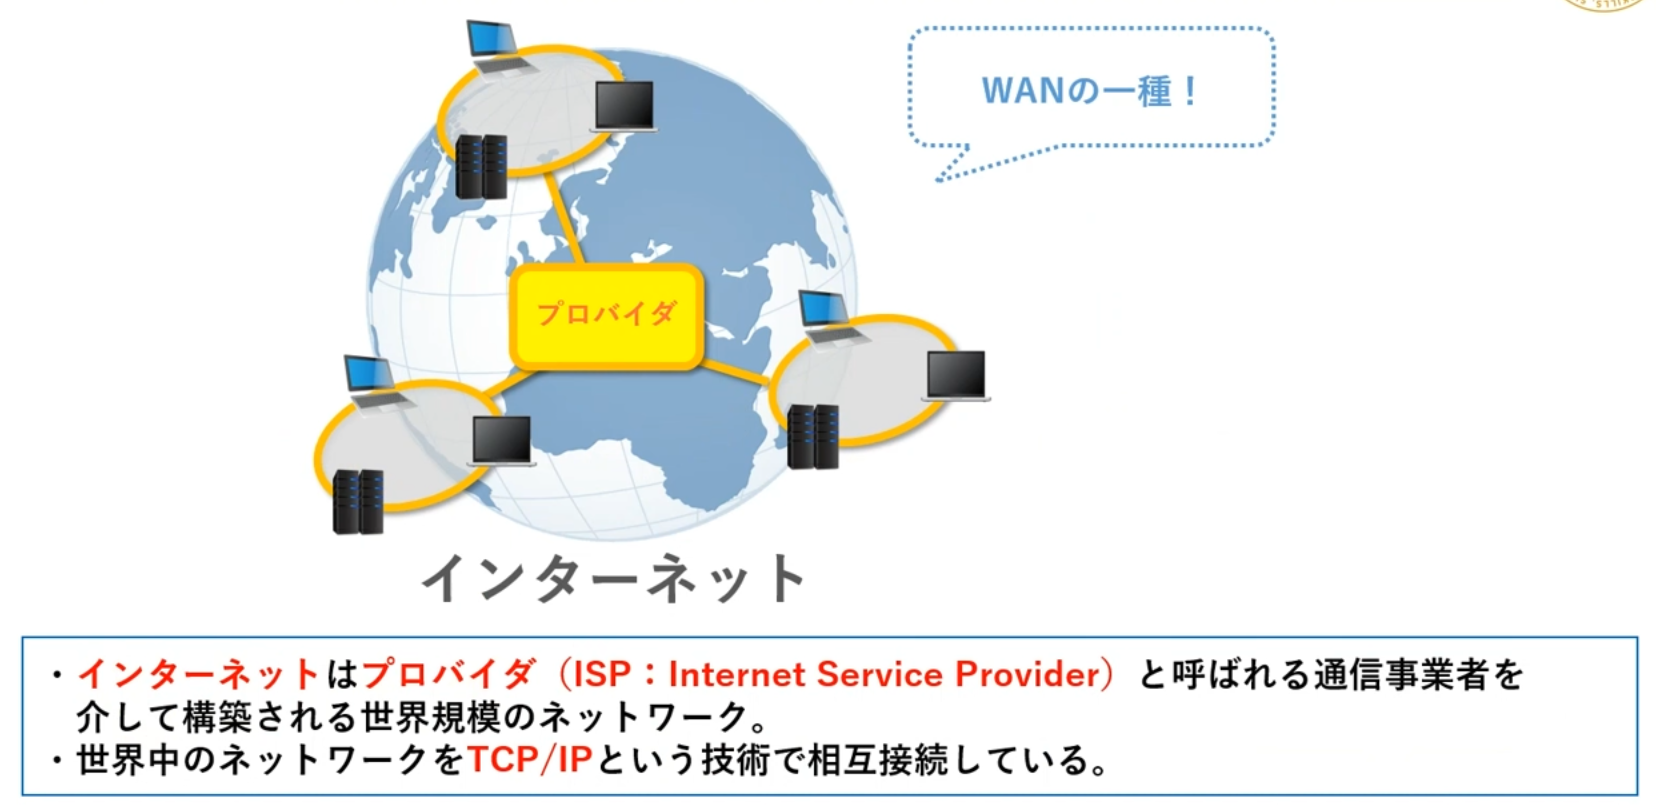 WANの一種！
プロバイダ
インターネット
・インターネットはプロバイダ（ISP：Internet Service Provider）と呼ばれる通信事業者を
介して構築される世界規模のネットワーク。
・世界中のネットワークをTCP/IPという技術で相互接続している。